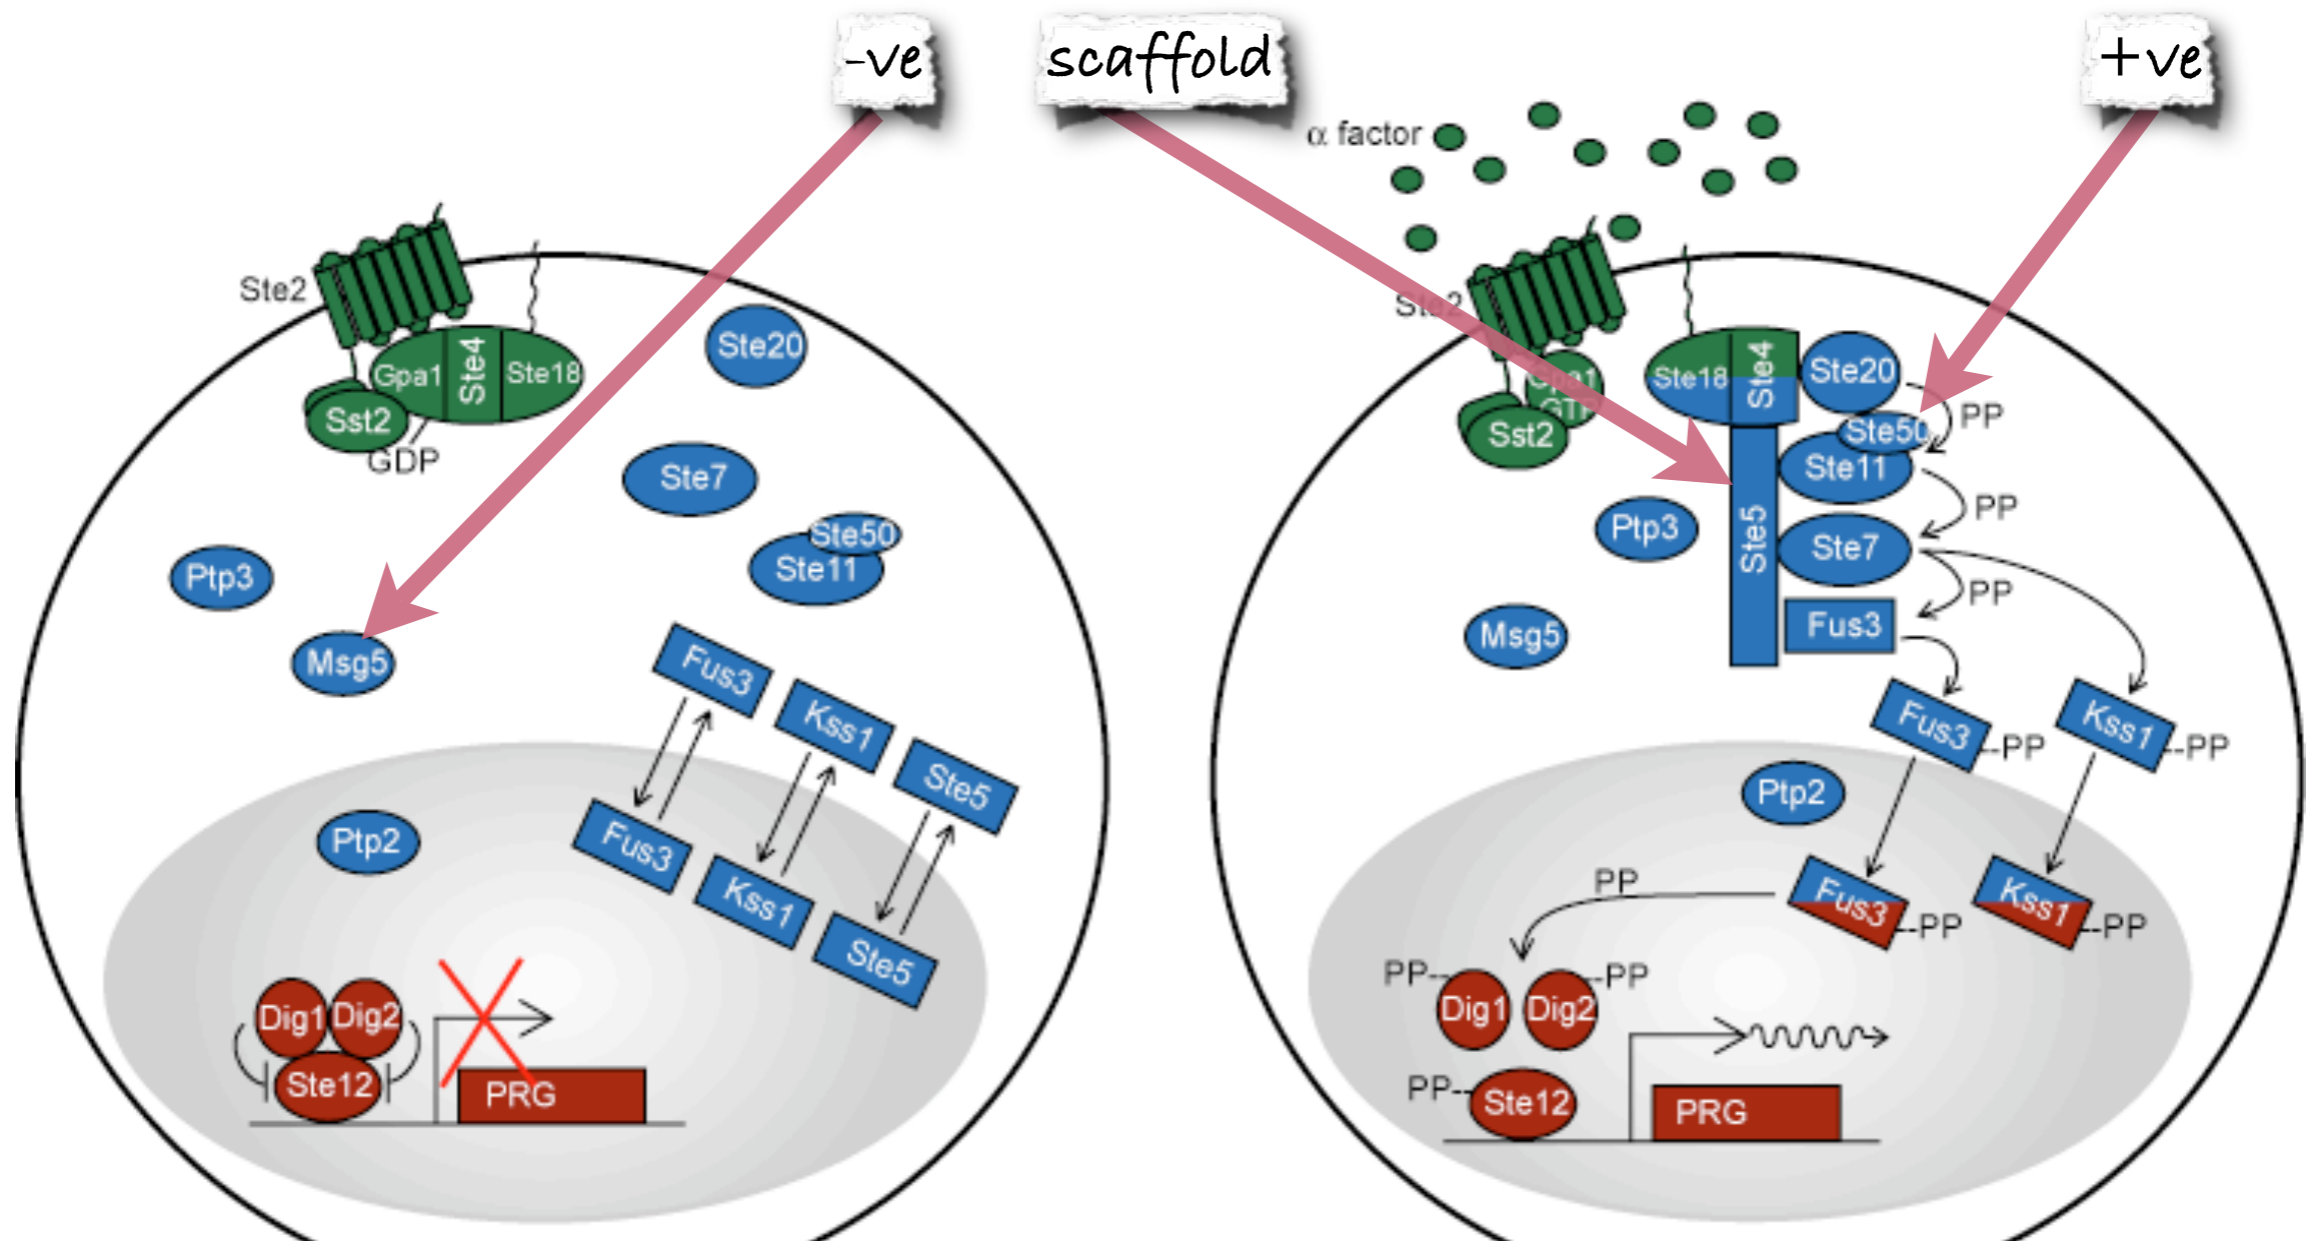 -ve
scaffold
+ve
α factor
Ste2
Gpa1
Ste4
Ste18
Sst2
GDP
Ste20
Ste7
Ste50
Ste11
Ptp3
Msg5
Fus3
Kss1
Ste5
Ptp2
Fus3
Kss1
Ste5
Dig1
Dig2
Ste12
PRG
Ste2
Gpa1
GTP
Sst2
Ste18
Ste4
Ste20
PP
Ste50
Ste11
PP
Ptp3
Ste5
Ste7
PP
Msg5
Fus3
Fus3
--PP
Kss1
--PP
Ptp2
PP
Fus3
--PP
Kss1
--PP
PP--
Dig1
Dig2
--PP
PP--
Ste12
PRG